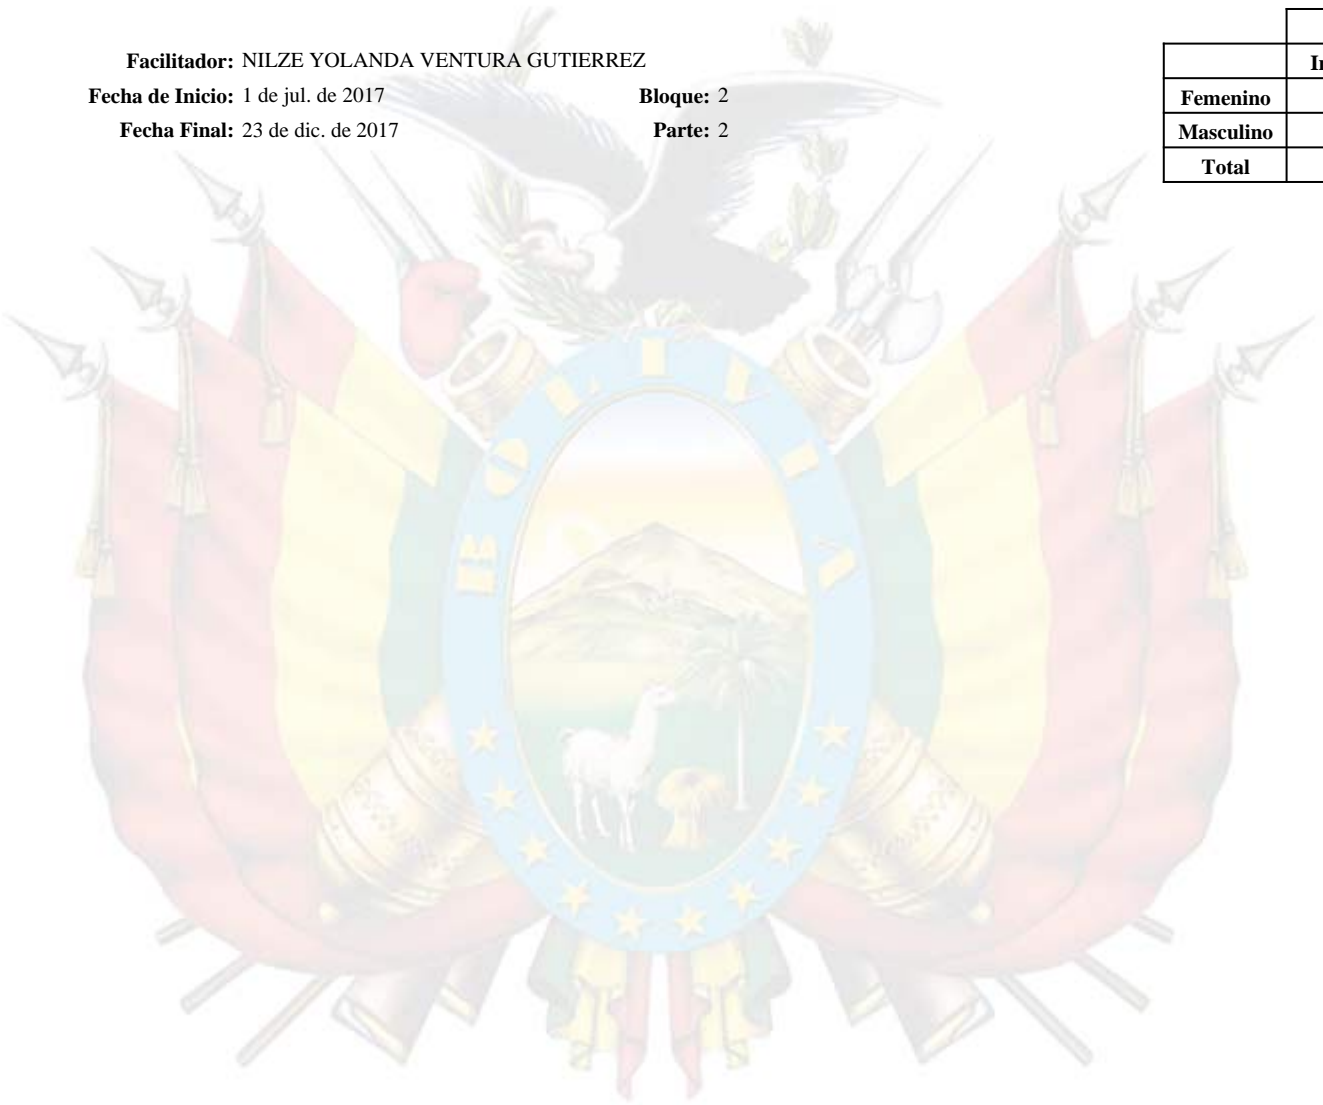 Facilitador: NILZE YOLANDA VENTURA GUTIERREZ
Fecha de Inicio: 1 de jul. de 2017 Bloque: 2
Fecha Final: 23 de dic. de 2017 Parte: 2
Femenino
Masculino
Total
BOLIVIA